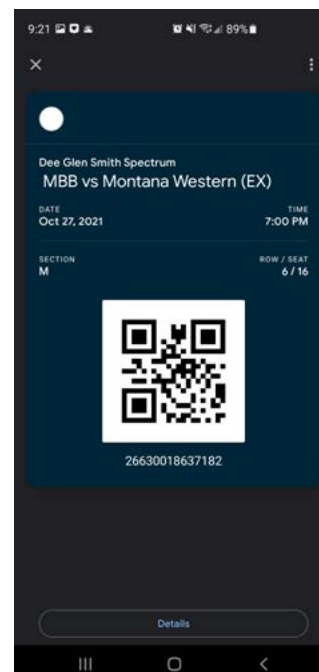 9:21 89%
Dee Glen Smith Spectrum
MBB vs Montana Western (EX)
DATE TIME
Oct 27, 2021 7:00 PM
SECTION ROW / SEAT
M 6 / 16
26630018637182
Details